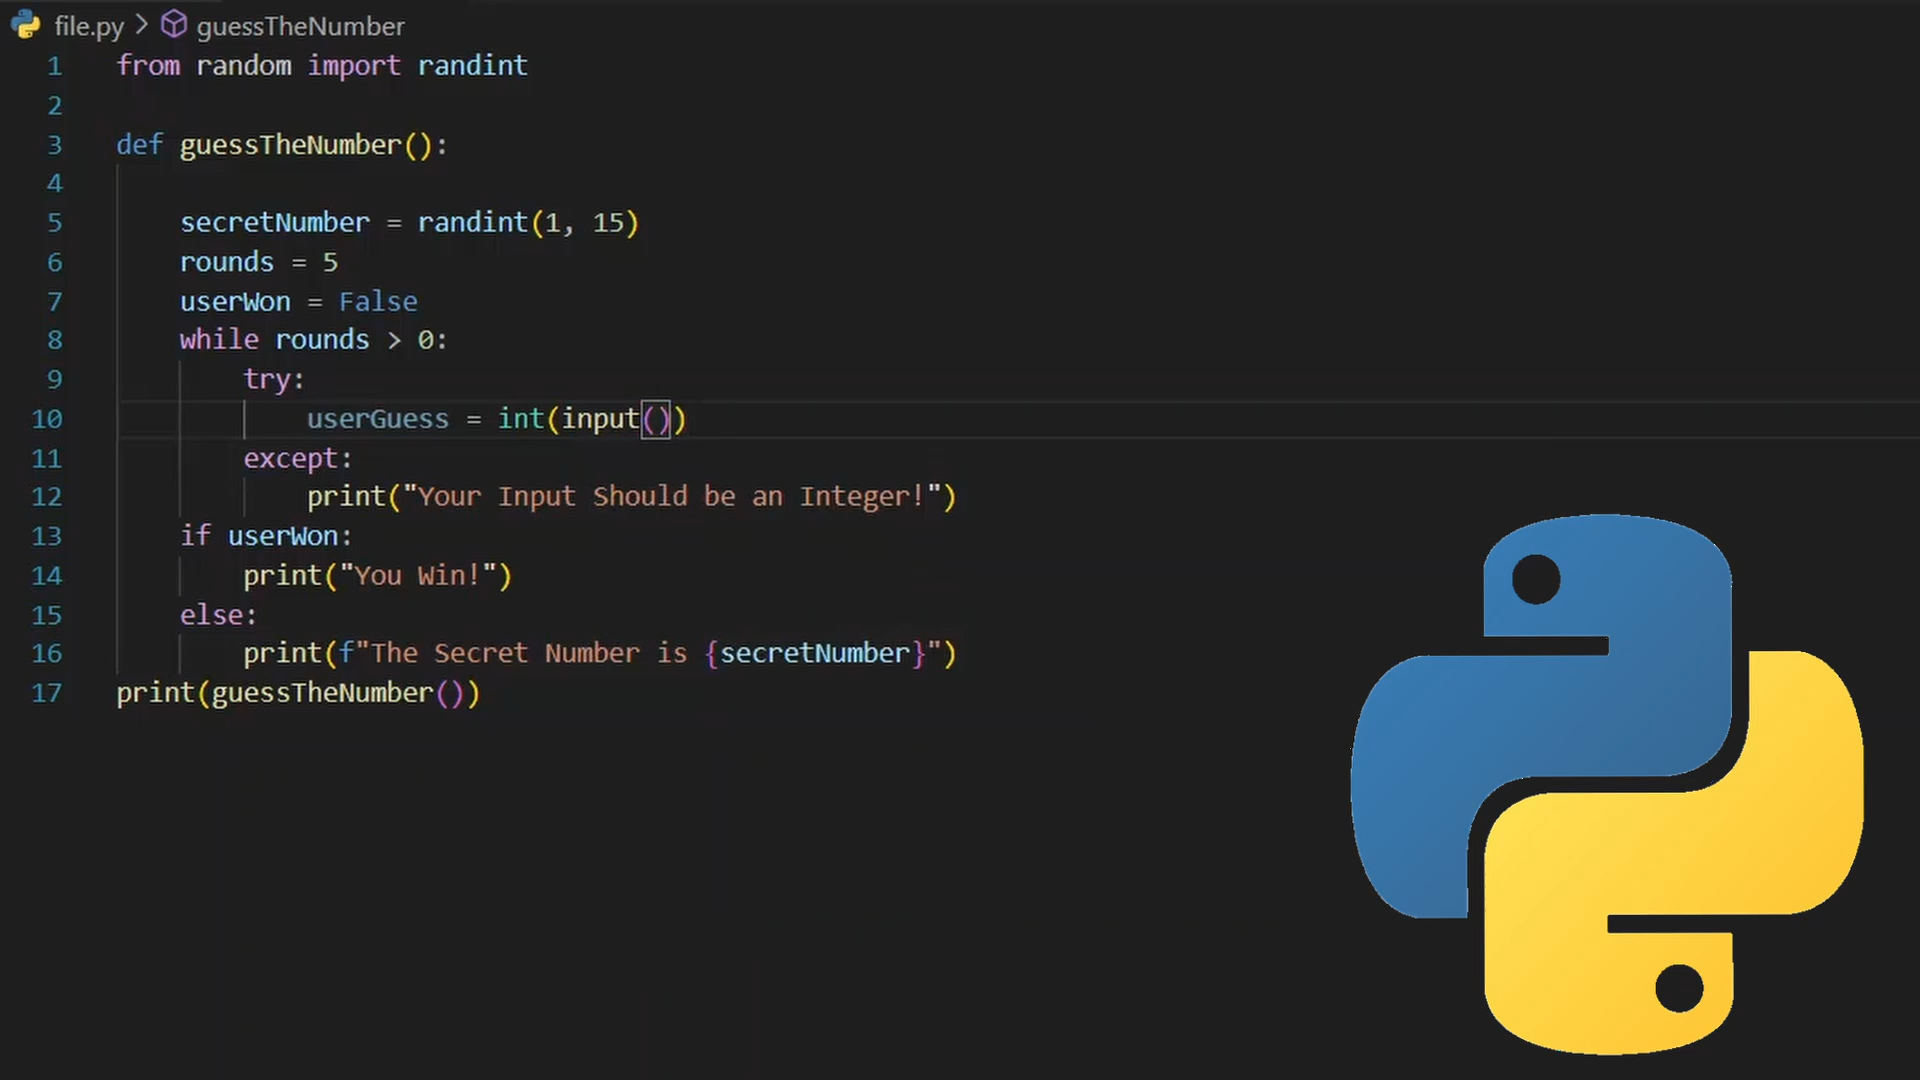 file.py > guessTheNumber
1 from random import randint
2
3 def guessTheNumber():
4
5     secretNumber = randint(1, 15)
6     rounds = 5
7     userWon = False
8     while rounds > 0:
9         try:
10             userGuess = int(input())
11         except:
12             print("Your Input Should be an Integer!")
13     if userWon:
14         print("You Win!")
15     else:
16         print(f"The Secret Number is {secretNumber}")
17 print(guessTheNumber())